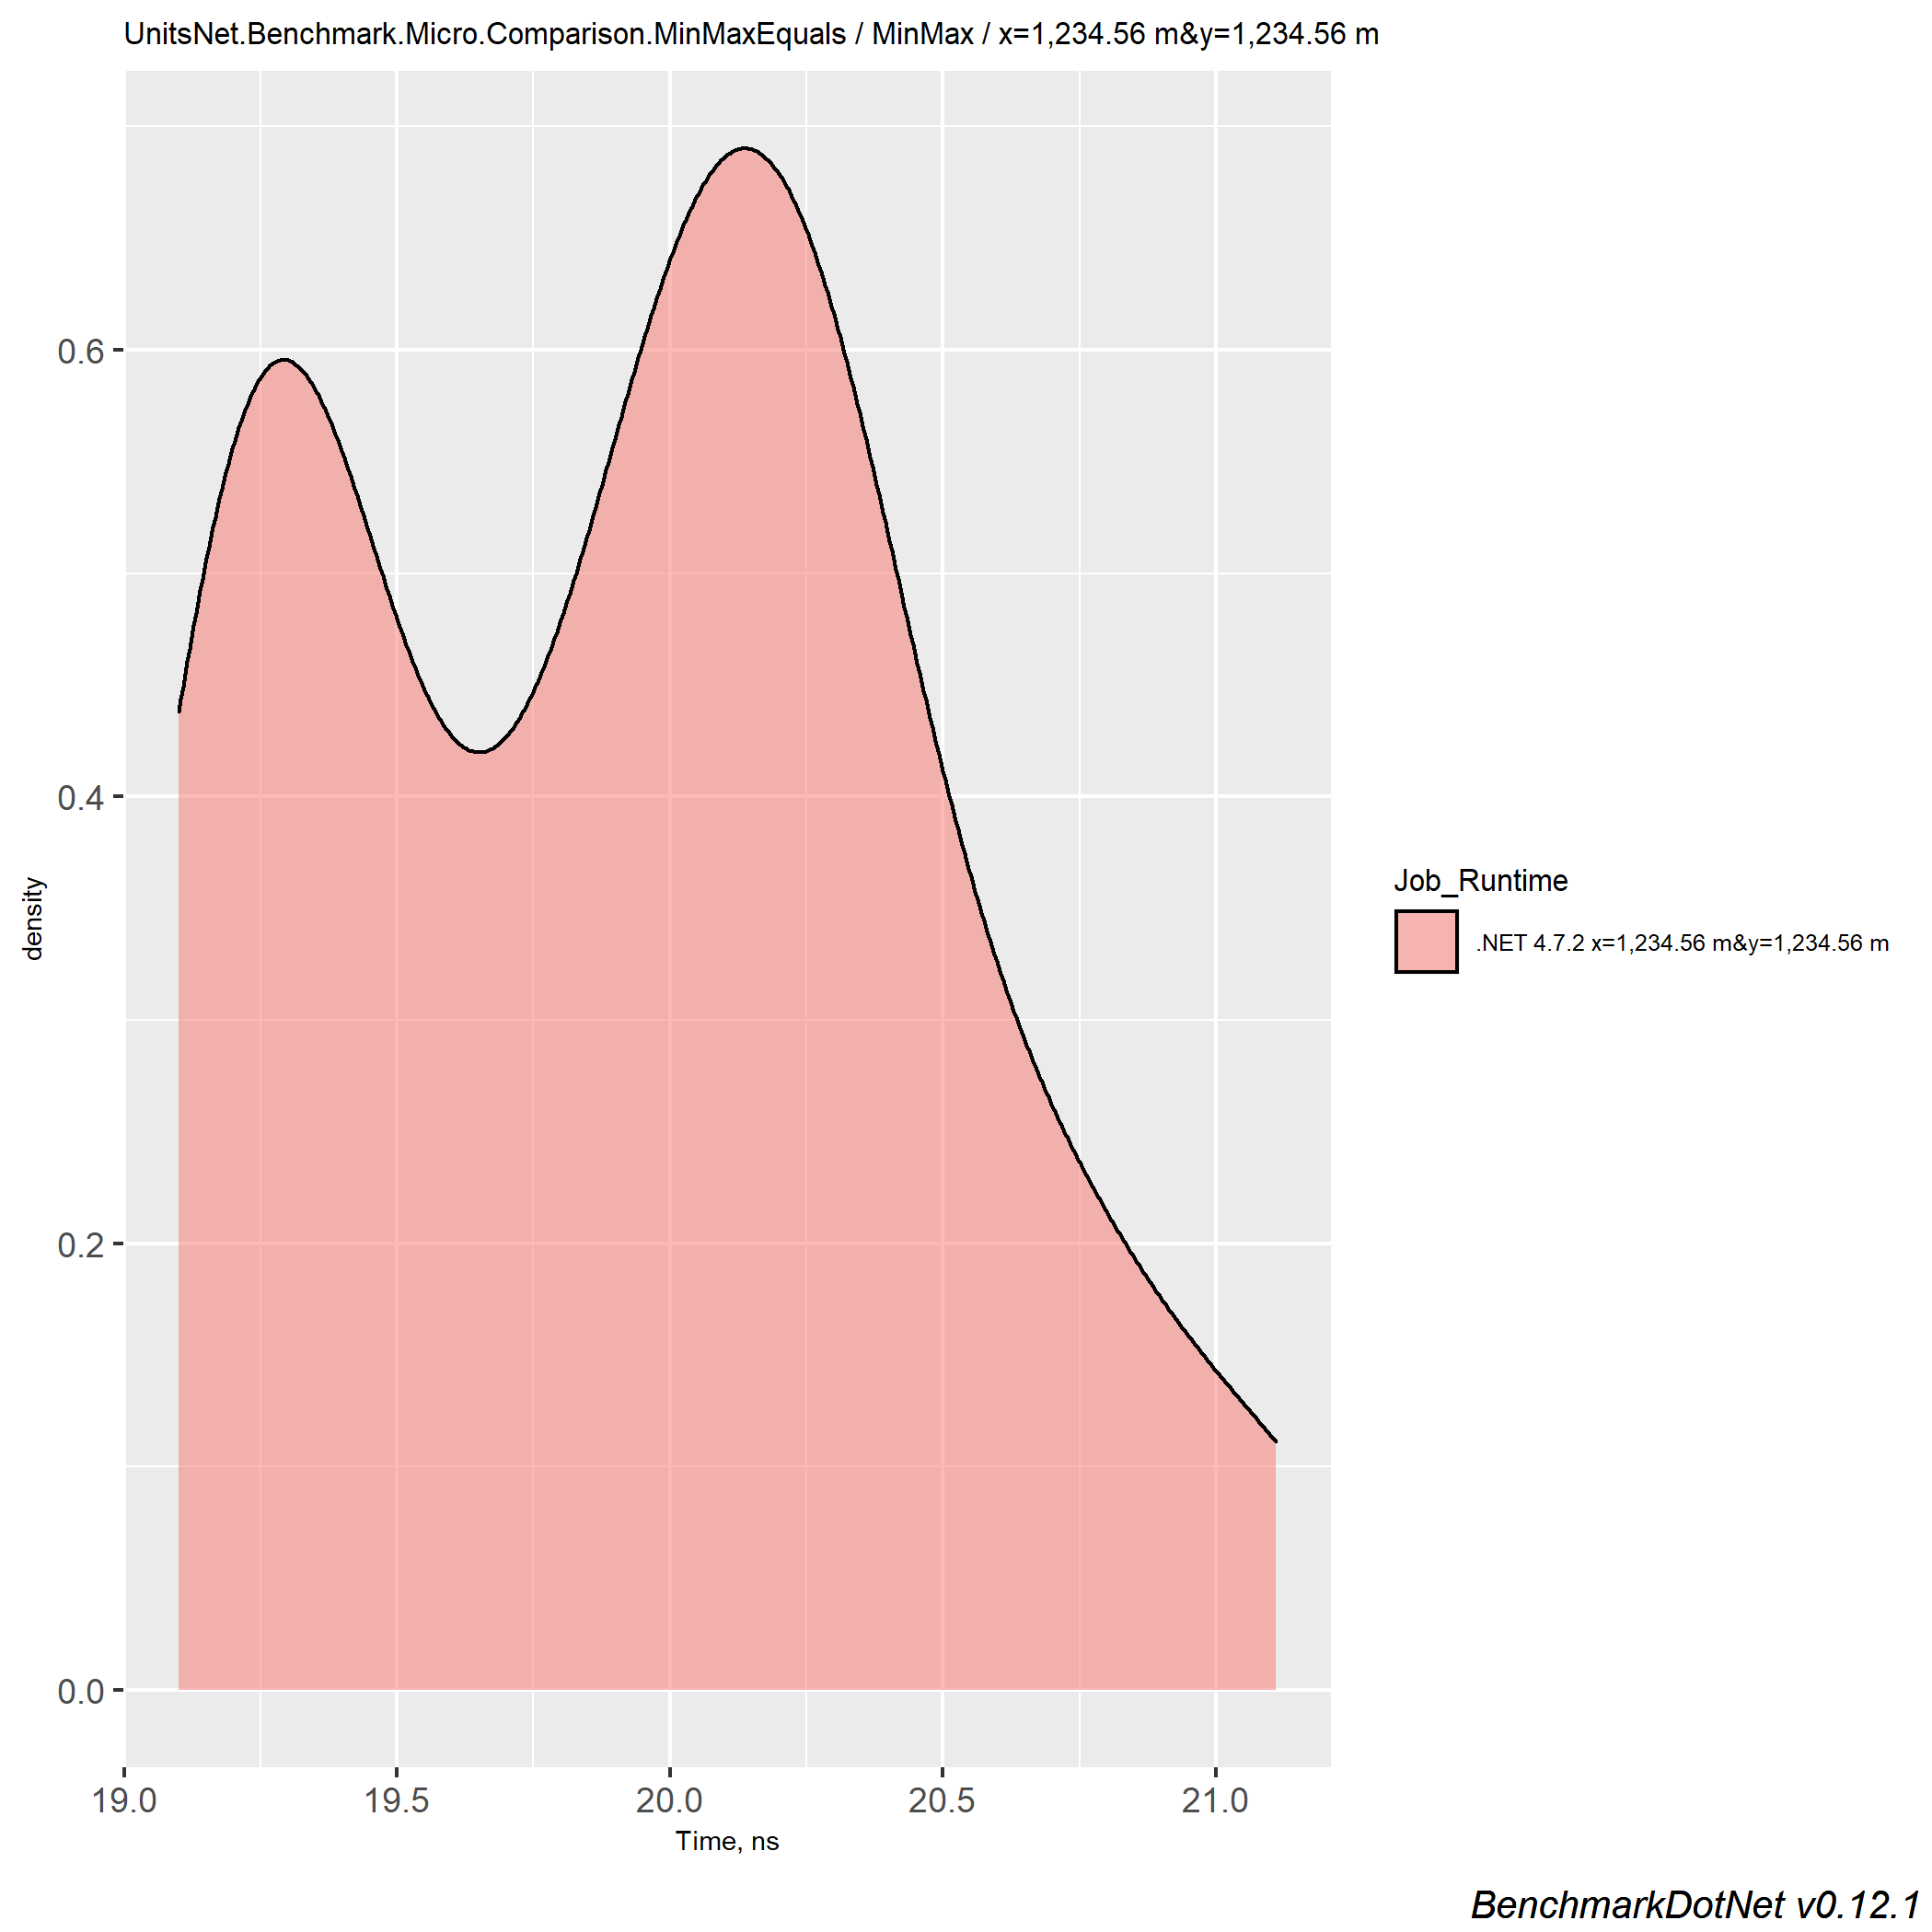 UnitsNet.Benchmark.Micro.Comparison.MinMaxEquals / MinMax / x=1,234.56 m&y=1,234.56 m
0.6
0.4
0.2
0.0
density
19.0 19.5 20.0 20.5 21.0
Time, ns
Job_Runtime
.NET 4.7.2 x=1,234.56 m&y=1,234.56 m
BenchmarkDotNet v0.12.1